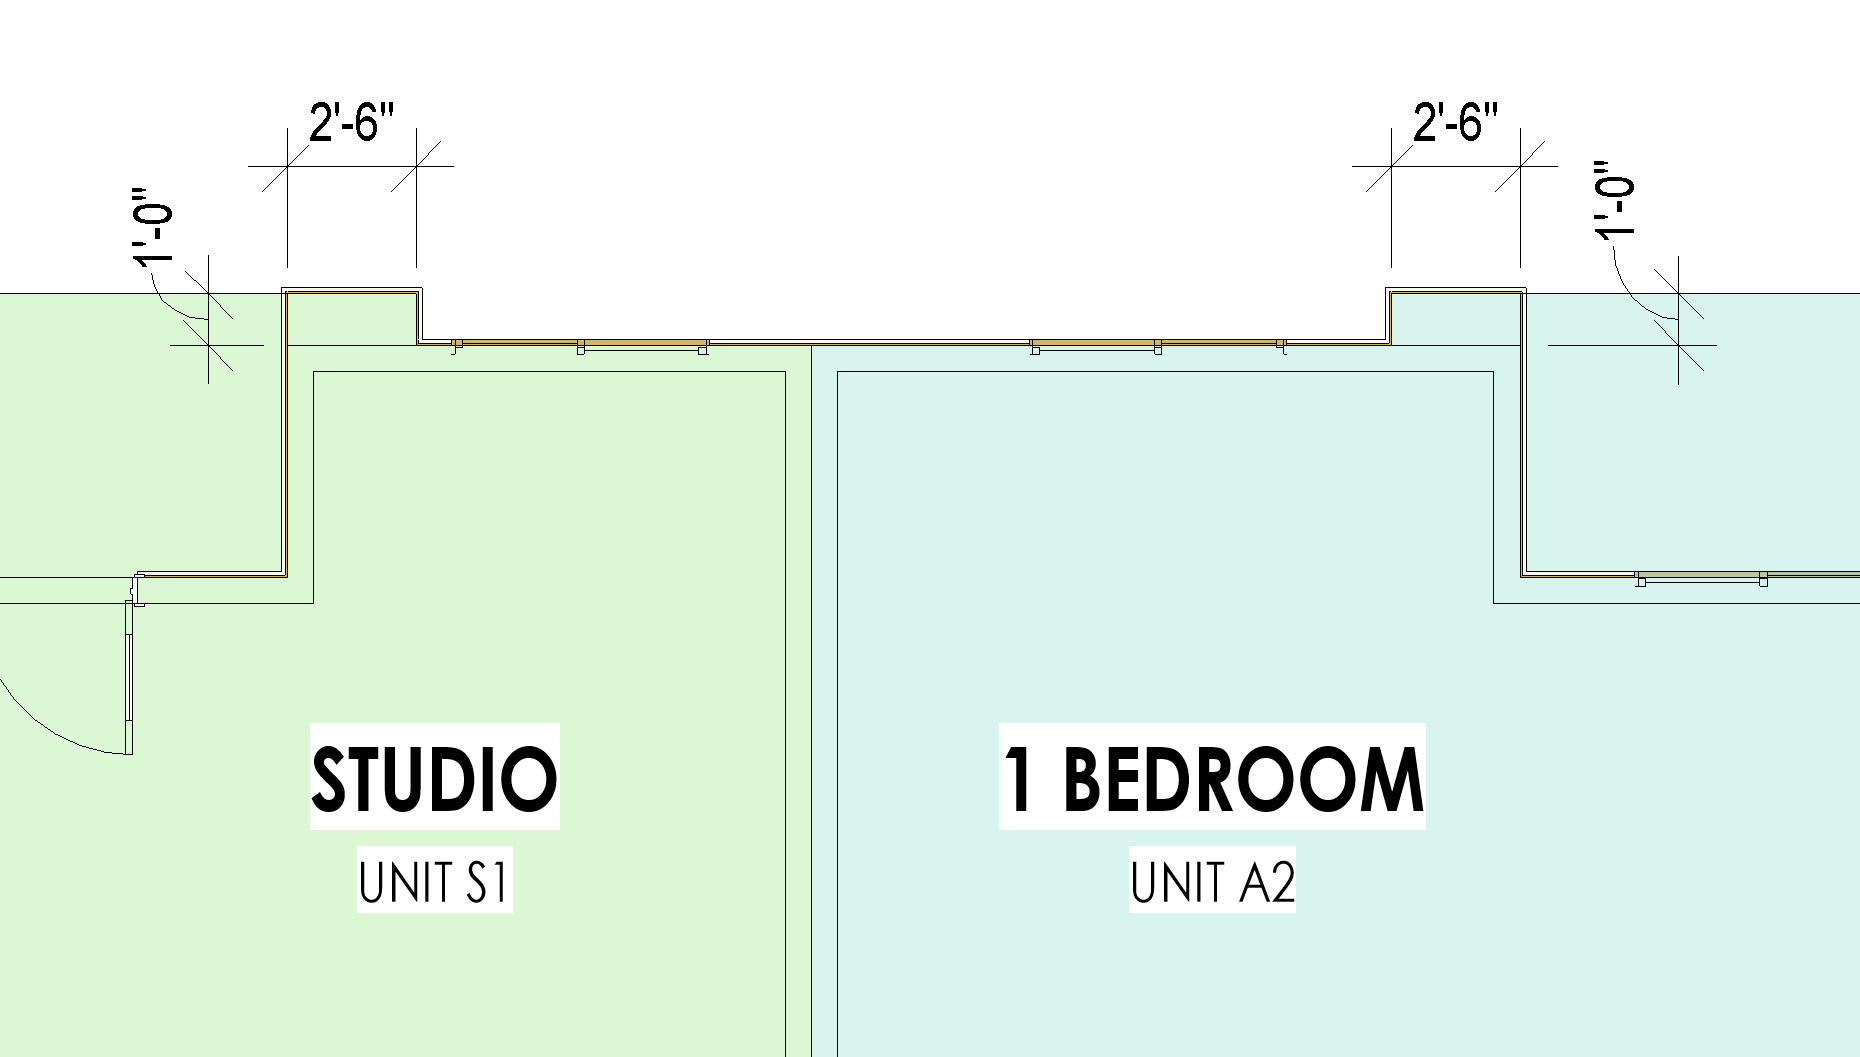 2'-6"
2'-6"
1'-0"
1'-0"
STUDIO
UNIT S1
1 BEDROOM
UNIT A2